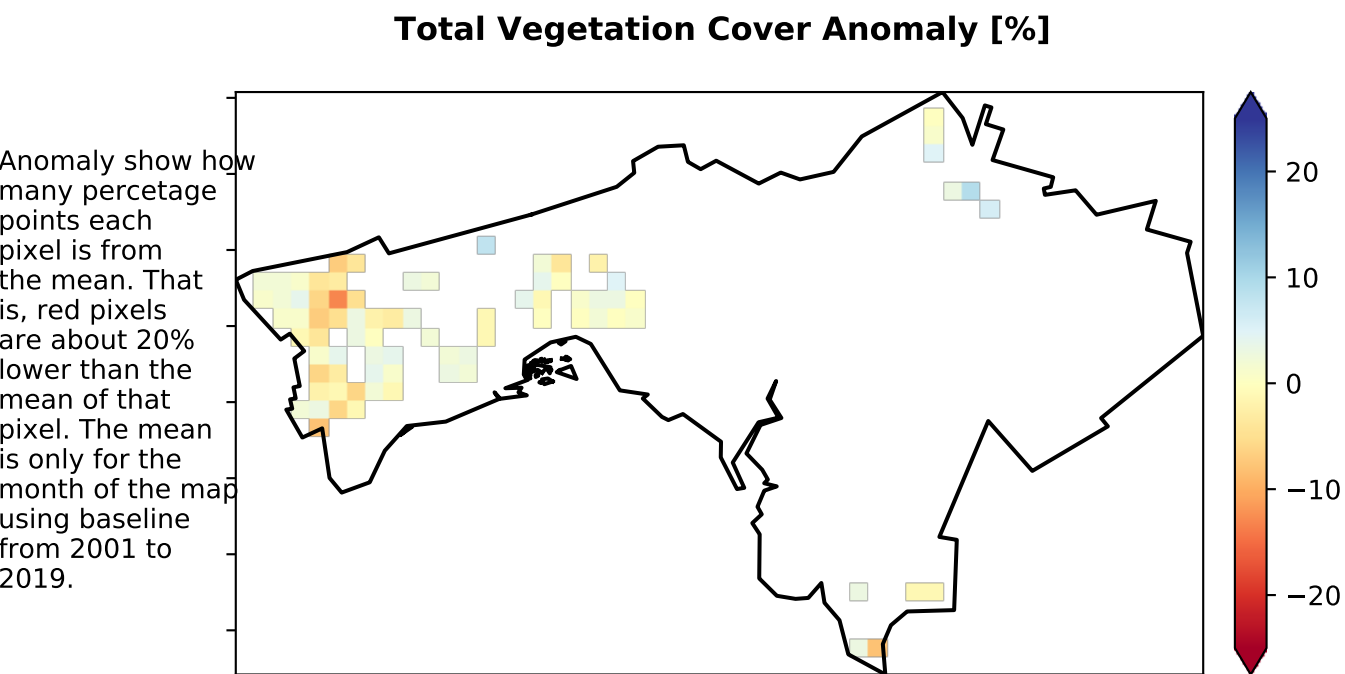 Total Vegetation Cover Anomaly [%]
Anomaly show how
many percetage
points each
pixel is from
the mean. That
is, red pixels
are about 20%
lower than the
mean of that
pixel. The mean
is only for the
month of the map
using baseline
from 2001 to
2019.
20
10
0
−10
−20